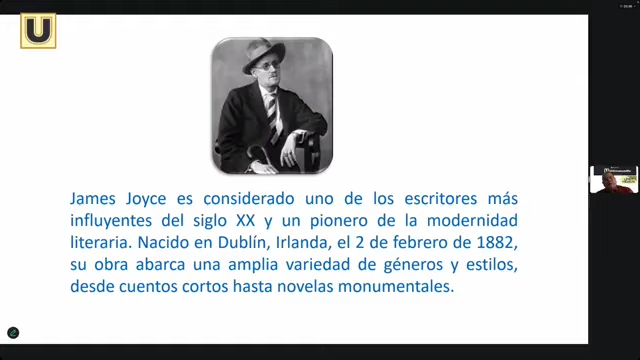 U
James Joyce es considerado uno de los escritores más
influyentes del siglo XX y un pionero de la modernidad
literaria. Nacido en Dublín, Irlanda, el 2 de febrero de 1882,
su obra abarca una amplia variedad de géneros y estilos,
desde cuentos cortos hasta novelas monumentales.